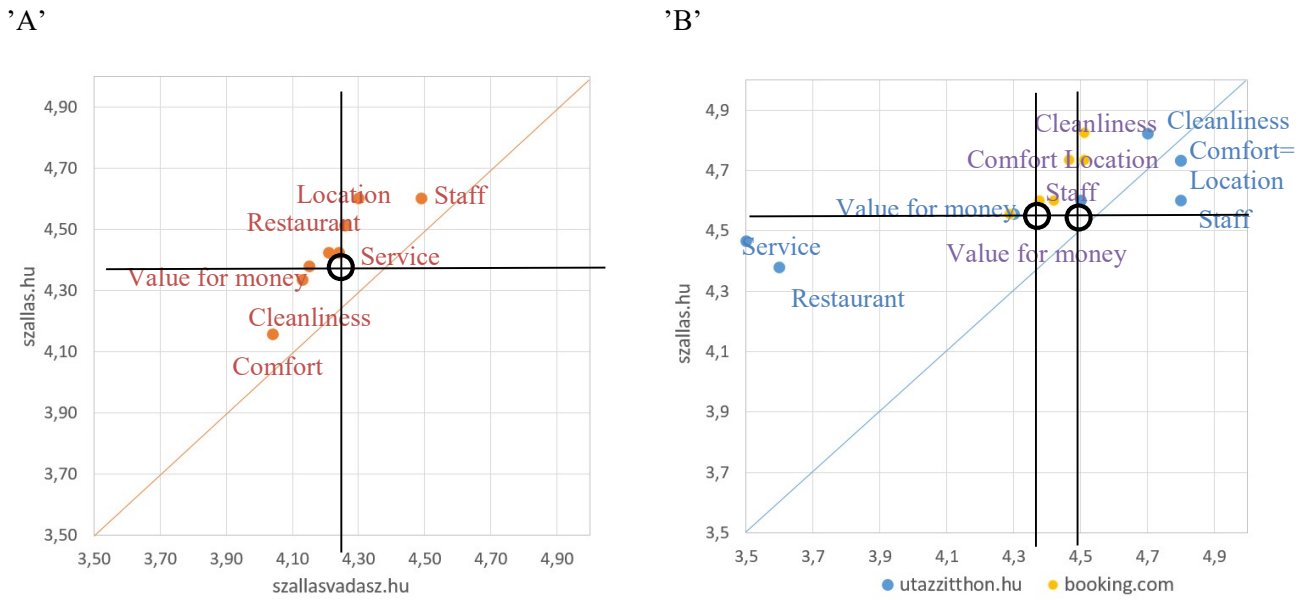 ’A’
’B’
4,90
4,70
4,50
4,30
4,10
3,90
3,70
3,50
szallas.hu
Location
Staff
Restaurant
Service
Value for money
Cleanliness
Comfort
3,50 3,70 3,90 4,10 4,30 4,50 4,70 4,90
szallasvadasz.hu
4,9
4,7
4,5
4,3
4,1
3,9
3,7
3,5
szallas.hu
Cleanliness
Cleanliness
Comfort Location
Comfort=
Location
Staff
Value for money
Staff
Service
Value for money
Restaurant
3,5 3,7 3,9 4,1 4,3 4,5 4,7 4,9
utazzitthon.hu booking.com